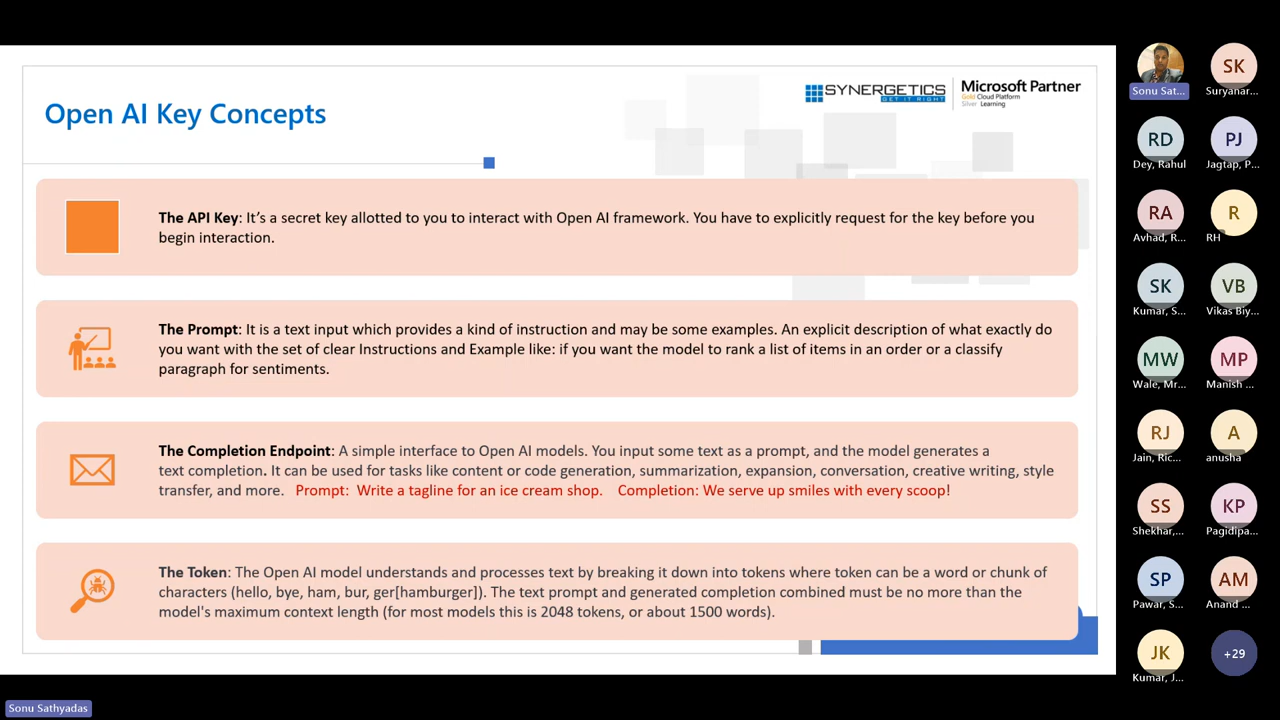 Open AI Key Concepts
SYNERGETICS
GET IT RIGHT
Microsoft Partner
Gold Cloud Platform
Silver Learning
The API Key: It's a secret key allotted to you to interact with Open AI framework. You have to explicitly request for the key before you
begin interaction.
The Prompt: It is a text input which provides a kind of instruction and may be some examples. An explicit description of what exactly do
you want with the set of clear Instructions and Example like: if you want the model to rank a list of items in an order or a classify
paragraph for sentiments.
The Completion Endpoint: A simple interface to Open AI models. You input some text as a prompt, and the model generates a
text completion. It can be used for tasks like content or code generation, summarization, expansion, conversation, creative writing, style
transfer, and more. Prompt: Write a tagline for an ice cream shop. Completion: We serve up smiles with every scoop!
The Token: The Open AI model understands and processes text by breaking it down into tokens where token can be a word or chunk of
characters (hello, bye, ham, bur, ger[hamburger]). The text prompt and generated completion combined must be no more than the
model's maximum context length (for most models this is 2048 tokens, or about 1500 words).
Sonu Sat...
SK
Suryanar...
RD
Dey, Rahul
PJ
Jagtap, P...
RA
Avhad, R...
R
RH
SK
Kumar, S...
VB
Vikas Biy...
MW
Wale, Mr...
MP
Manish ...
RJ
Jain, Ric...
A
anusha
SS
Shekhar,...
KP
Pagidipa...
SP
Pawar, S...
AM
Anand ...
JK
Kumar, J...
+29
Sonu Sathyadas